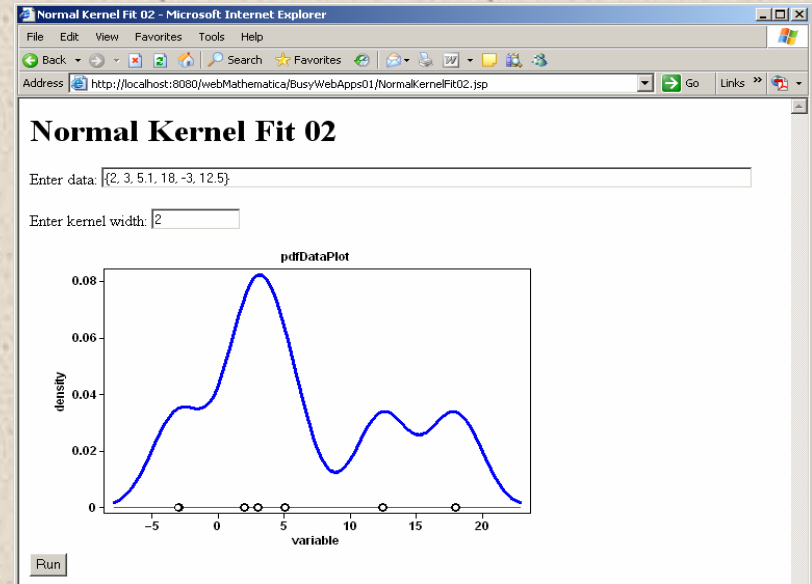 Normal Kernel Fit 02 - Microsoft Internet Explorer
File Edit View Favorites Tools Help
Back Search Favorites W
Address http://localhost:8080/webMathematica/BusyWebApps01/NormalKernelFit02.jsp Go Links »
Normal Kernel Fit 02
Enter data: {2, 3, 5.1, 18, -3, 12.5}
Enter kernel width: 2
pdfDataPlot
0.08
0.06
0.04
0.02
0
density
−5 0 5 10 15 20
variable
Run